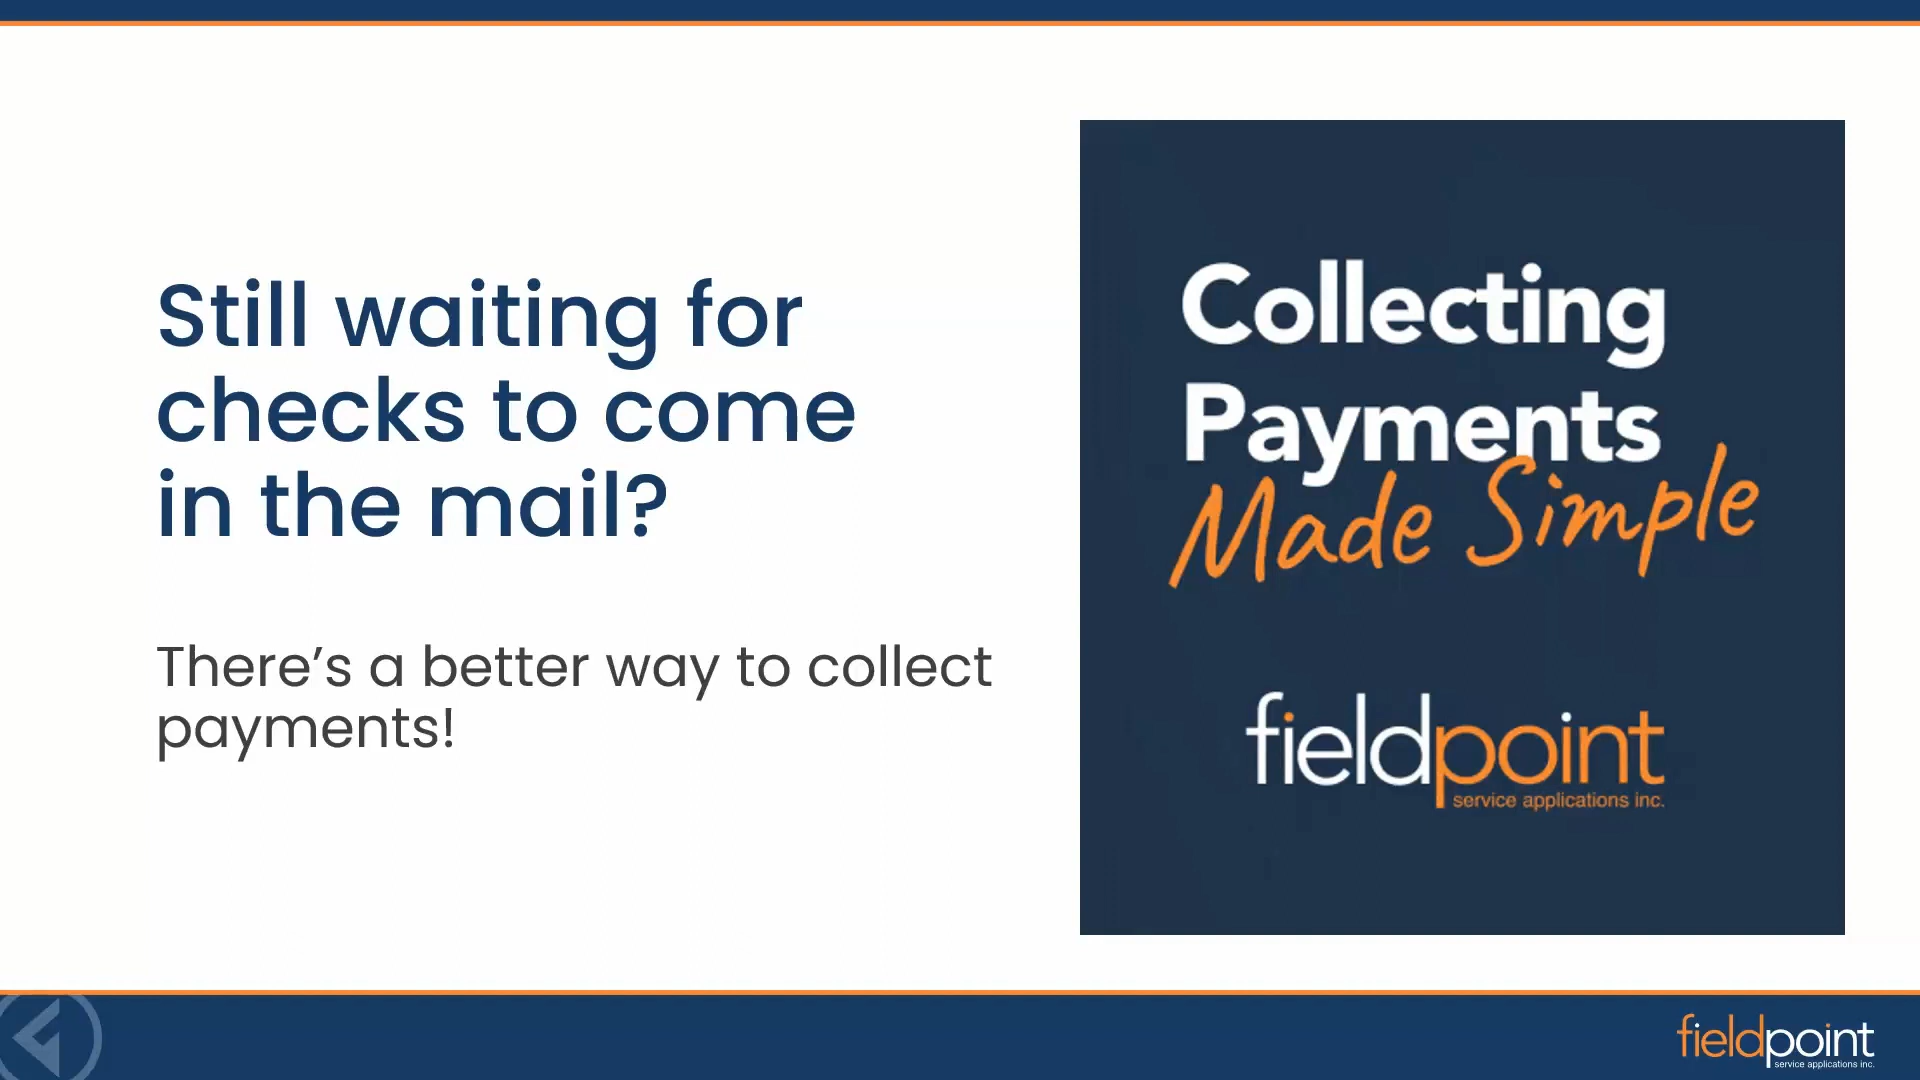 Still waiting for
checks to come
in the mail?
There’s a better way to collect
payments!
Collecting
Payments
Made Simple
fieldpoint
service applications inc.
fieldpoint
service applications inc.